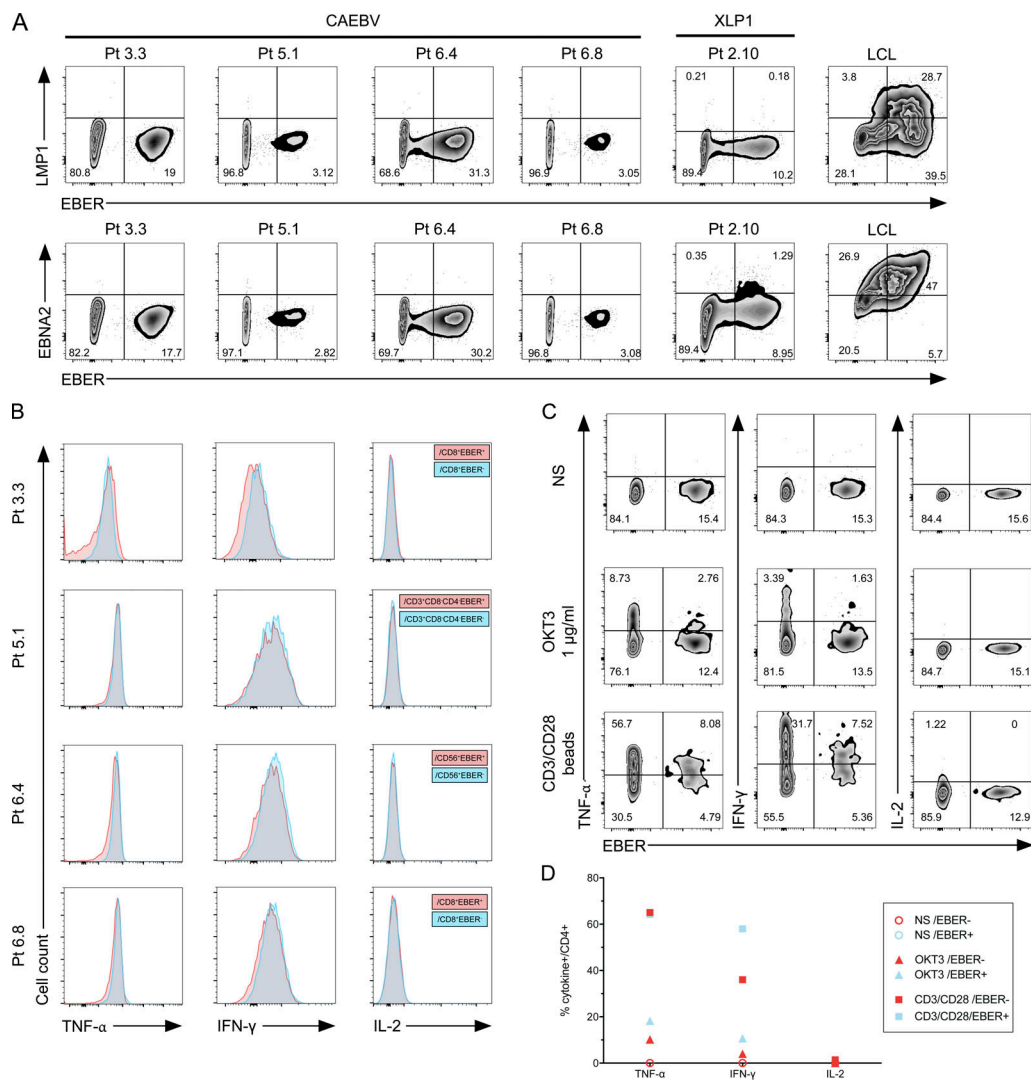 A
CAEBV
XLP1
Pt 3.3
Pt 5.1
Pt 6.4
Pt 6.8
Pt 2.10
LCL
LMP1
80.8 19
96.8 3.12
68.6 31.3
96.9 3.05
0.21 0.18
89.4 10.2
3.8 28.7
28.1 39.5
EBER
Pt 3.3
Pt 5.1
Pt 6.4
Pt 6.8
Pt 2.10
LCL
EBNA2
82.2 17.7
97.1 2.82
69.7 30.2
96.8 3.08
0.35 1.29
89.4 8.95
26.9 47
20.5 5.7
EBER
B
Pt 3.3
/CD8⁺EBER⁺
/CD8⁺EBER⁻
Pt 5.1
/CD3⁺CD8⁻CD4⁻EBER⁺
/CD3⁺CD8⁻CD4⁻EBER⁻
Pt 6.4
/CD56⁺EBER⁺
/CD56⁺EBER⁻
Pt 6.8
/CD8⁺EBER⁺
/CD8⁺EBER⁻
Cell count
TNF-α
IFN-γ
IL-2
C
NS
84.1 15.4
84.3 15.3
84.4 15.6
OKT3
1 µg/ml
8.73 2.76
76.1 12.4
3.39 1.63
81.5 13.5
84.7 15.1
CD3/CD28
beads
56.7 8.08
30.5 4.79
31.7 7.52
55.5 5.36
1.22 0
85.9 12.9
TNF-α
IFN-γ
IL-2
EBER
D
% cytokine+/CD4+
80
60
40
20
0
TNF-α
IFN-γ
IL-2
NS /EBER-
NS /EBER+
OKT3 /EBER-
OKT3 /EBER+
CD3/CD28 /EBER-
CD3/CD28/EBER+